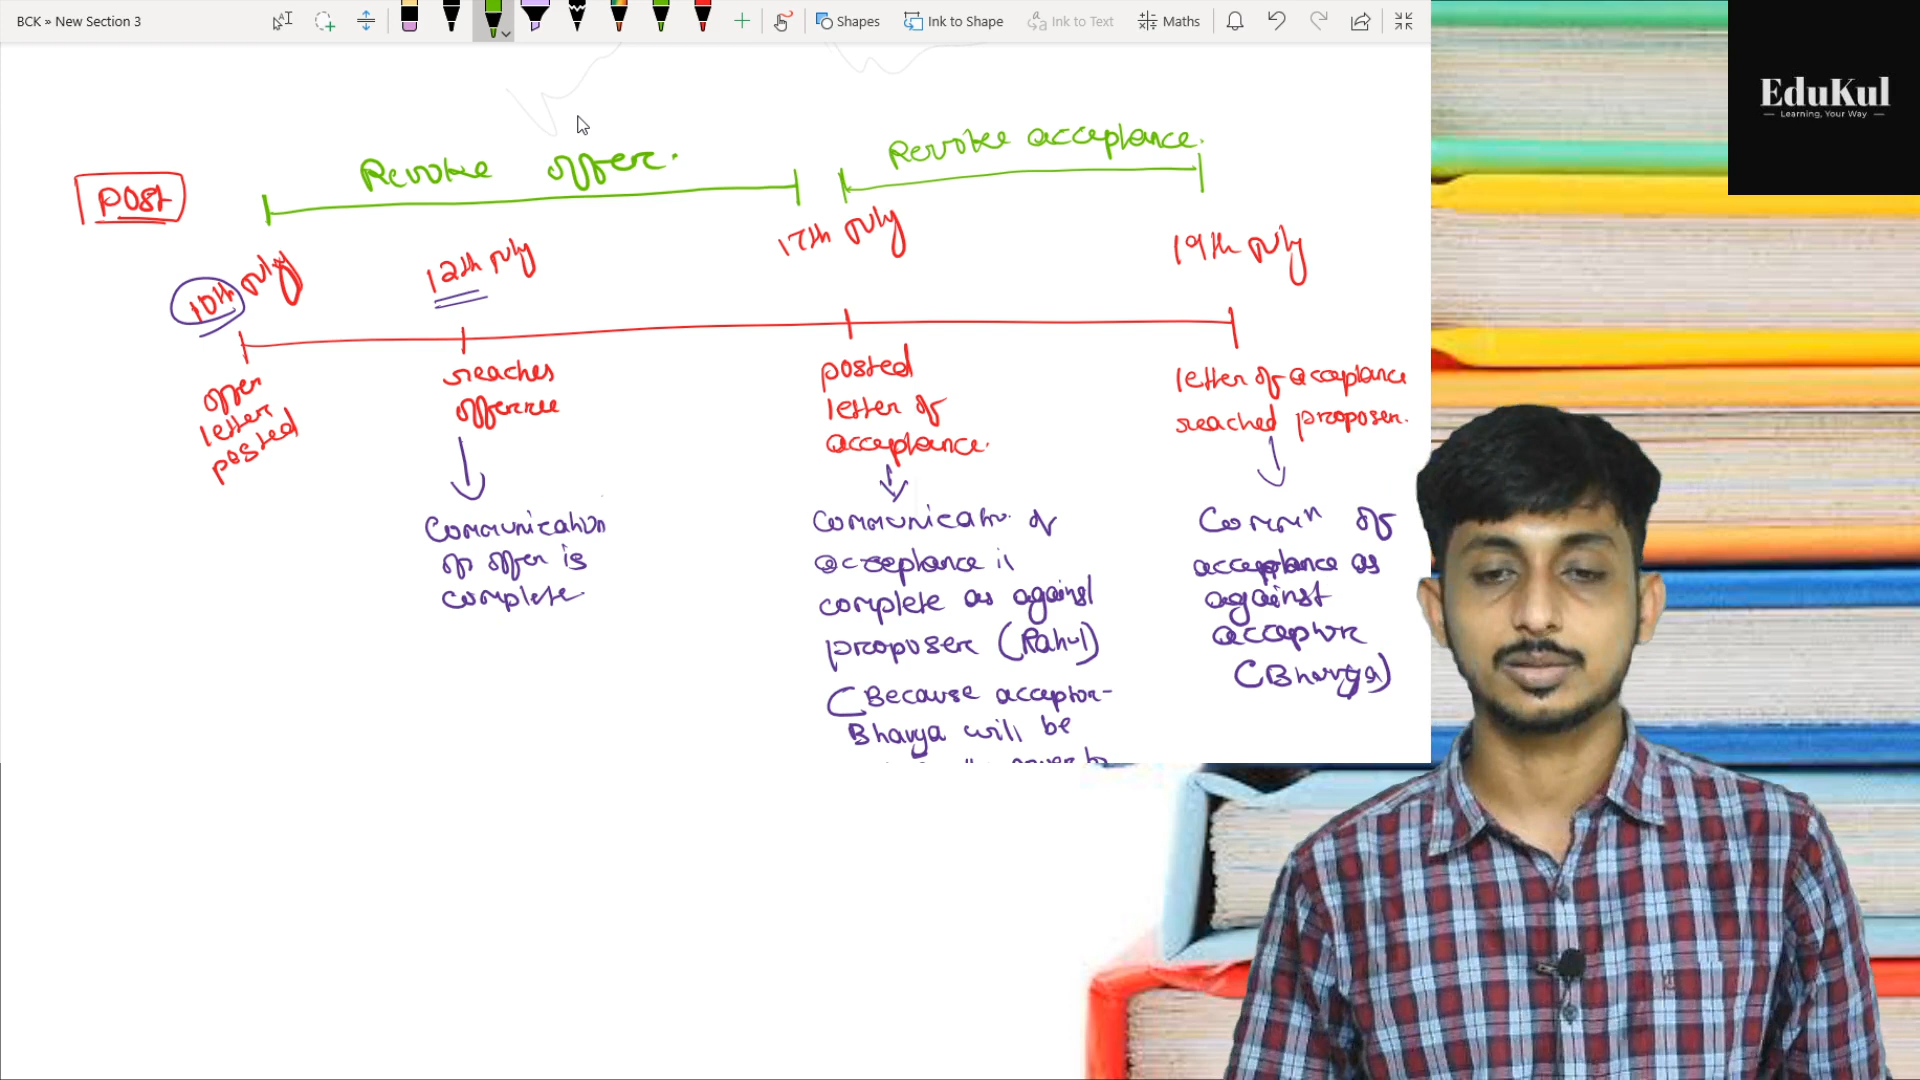 BCK » New Section 3
Shapes
Ink to Shape
Ink to Text
Maths
EduKul
Learning, Your Way
Revoke offer.
Revoke acceptance.
POST
10th July
12th July
17th July
19th July
offer
letter
posted
reaches
offeree
posted
letter of
acceptance.
letter of acceptance
reached proposer.
Communication
of offer is
complete
Communicatn. of
acceptance is
complete as against
proposer (Rahul)
(Because acceptor-
Bhavya will be
Commn of
acceptance as
against
acceptor
(Bhavya)